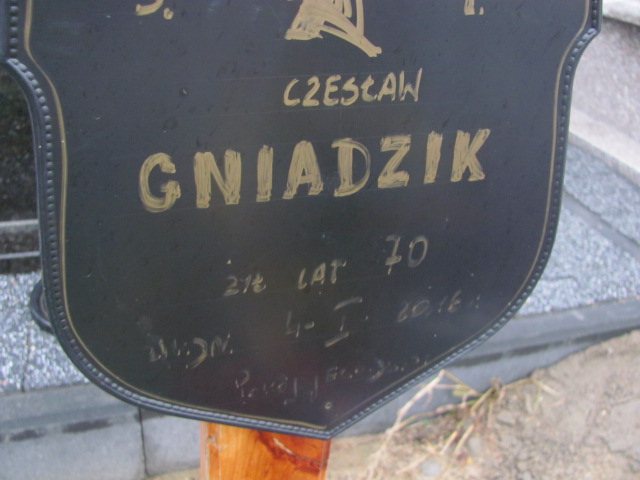 Ś. P.
CZESŁAW
GNIADZIK
ŻYŁ LAT 70
4-I. 2016